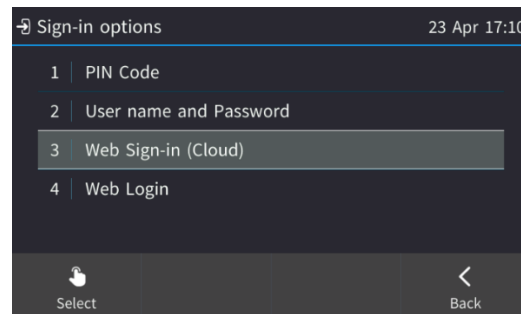 Sign-in options 23 Apr 17:10
1 PIN Code
2 User name and Password
3 Web Sign-in (Cloud)
4 Web Login
Select Back